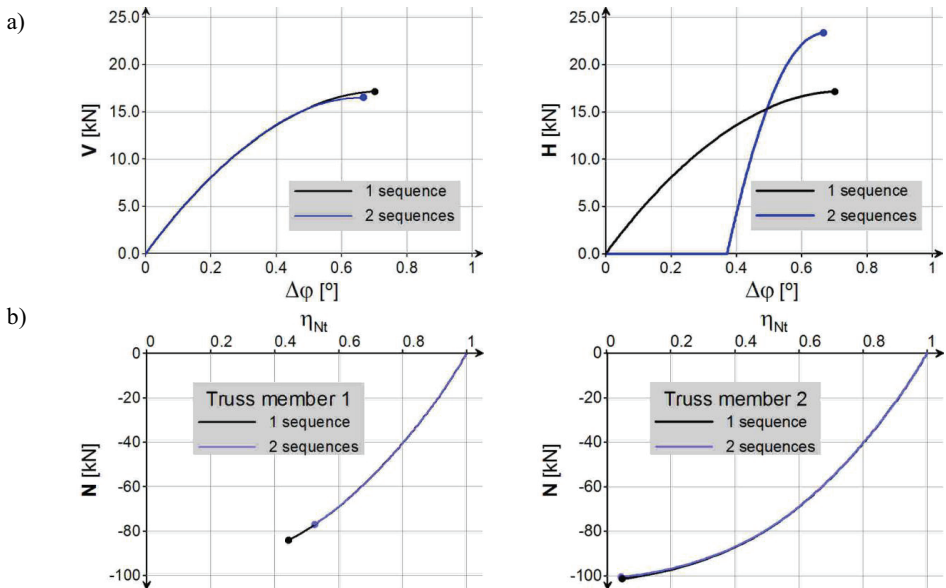 a)
25.0
20.0
15.0
10.0
5.0
0.0
V [kN]
1 sequence
2 sequences
0 0.2 0.4 0.6 0.8 1
Δφ [º]
25.0
20.0
15.0
10.0
5.0
0.0
H [kN]
1 sequence
2 sequences
0 0.2 0.4 0.6 0.8 1
Δφ [º]
b)
ηNt
0 0.2 0.4 0.6 0.8 1
0
-20
-40
-60
-80
-100
N [kN]
Truss member 1
1 sequence
2 sequences
ηNt
0 0.2 0.4 0.6 0.8 1
0
-20
-40
-60
-80
-100
N [kN]
Truss member 2
1 sequence
2 sequences